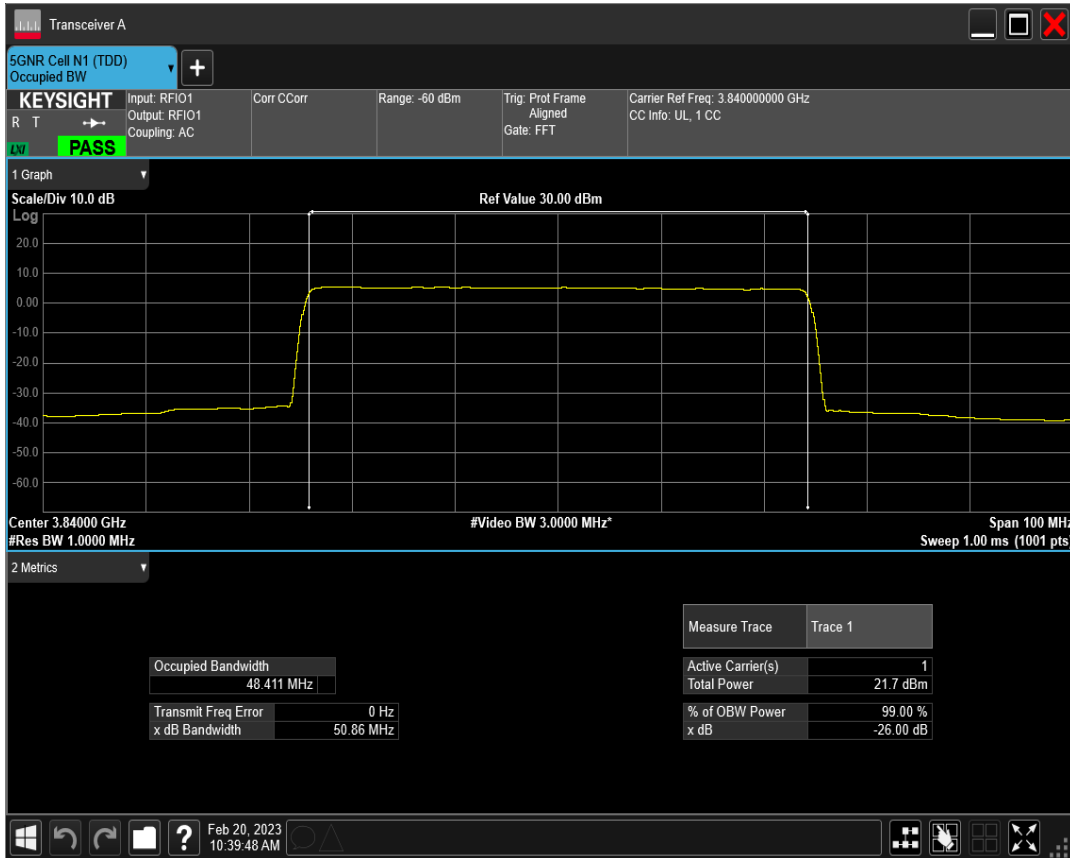 Transceiver A
5GNR Cell N1 (TDD)
Occupied BW
+
KEYSIGHT
R T
LXI
PASS
Input: RFIO1
Output: RFIO1
Coupling: AC
Corr CCorr
Range: -60 dBm
Trig: Prot Frame
Aligned
Gate: FFT
Carrier Ref Freq: 3.840000000 GHz
CC Info: UL, 1 CC
1 Graph
Scale/Div 10.0 dB
Ref Value 30.00 dBm
Log
20.0
10.0
0.00
-10.0
-20.0
-30.0
-40.0
-50.0
-60.0
Center 3.84000 GHz
#Video BW 3.0000 MHz*
Span 100 MHz
#Res BW 1.0000 MHz
Sweep 1.00 ms (1001 pts)
2 Metrics
Measure Trace Trace 1
Occupied Bandwidth
48.411 MHz
Transmit Freq Error 0 Hz
x dB Bandwidth 50.86 MHz
Active Carrier(s) 1
Total Power 21.7 dBm
% of OBW Power 99.00 %
x dB -26.00 dB
?
Feb 20, 2023
10:39:48 AM